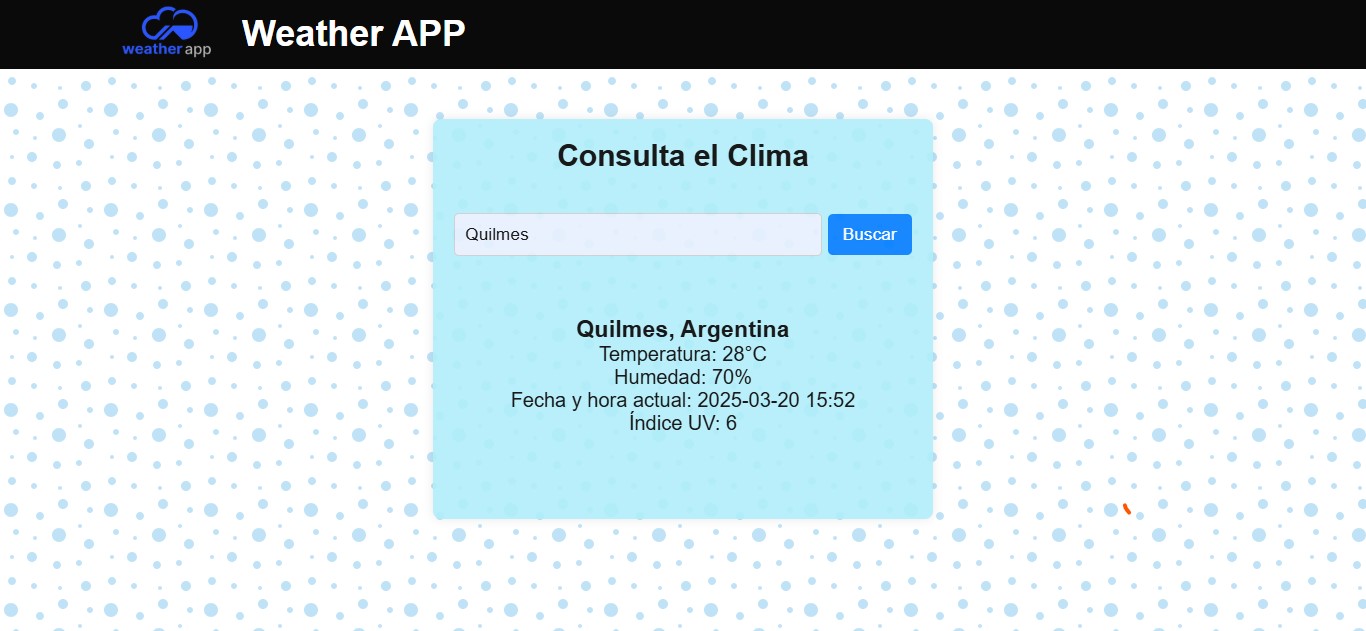 weather app
Weather APP
Consulta el Clima
Quilmes
Buscar
Quilmes, Argentina
Temperatura: 28°C
Humedad: 70%
Fecha y hora actual: 2025-03-20 15:52
Índice UV: 6